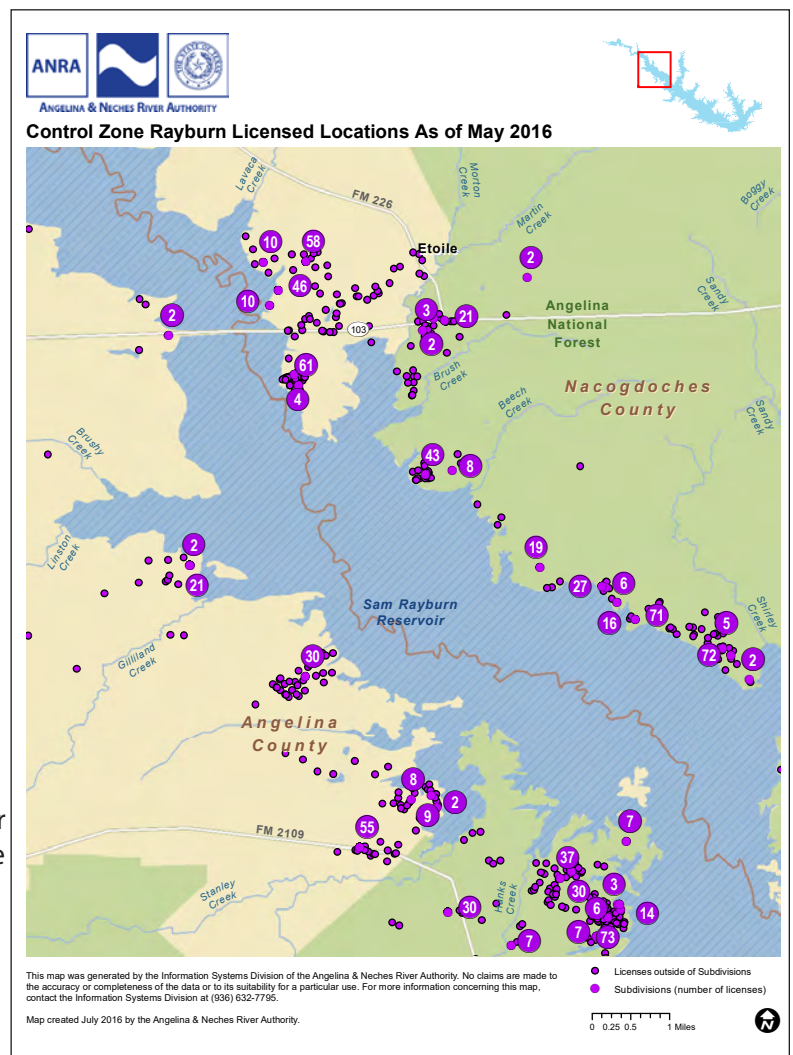 ANRA
THE STATE OF TEXAS
ANGELINA & NECHES RIVER AUTHORITY
Control Zone Rayburn Licensed Locations As of May 2016
Lavaca
Creek
FM 226
Morton
Creek
Martin
Creek
Boggy
Creek
Etoile
10
58
2
46
10
2
Sandy
Creek
Angelina
National
Forest
3
21
103
2
61
4
Brush
Creek
Beech
Creek
Nacogdoches
County
Sandy
Creek
Brushy
Creek
43
8
2
19
Linston
Creek
21
27
6
16
71
Shirley
Creek
Sam Rayburn
Reservoir
5
72
2
Gilliland
Creek
30
Angelina
County
8
2
9
7
r
e
55
FM 2109
37
Stanley
Creek
Hanks
Creek
30
3
30
6
14
7
7
73
This map was generated by the Information Systems Division of the Angelina & Neches River Authority. No claims are made to
the accuracy or completeness of the data or to its suitability for a particular use. For more information concerning this map,
contact the Information Systems Division at (936) 632-7795.
Map created July 2016 by the Angelina & Neches River Authority.
Licenses outside of Subdivisions
Subdivisions (number of licenses)
0 0.25 0.5 1 Miles
N